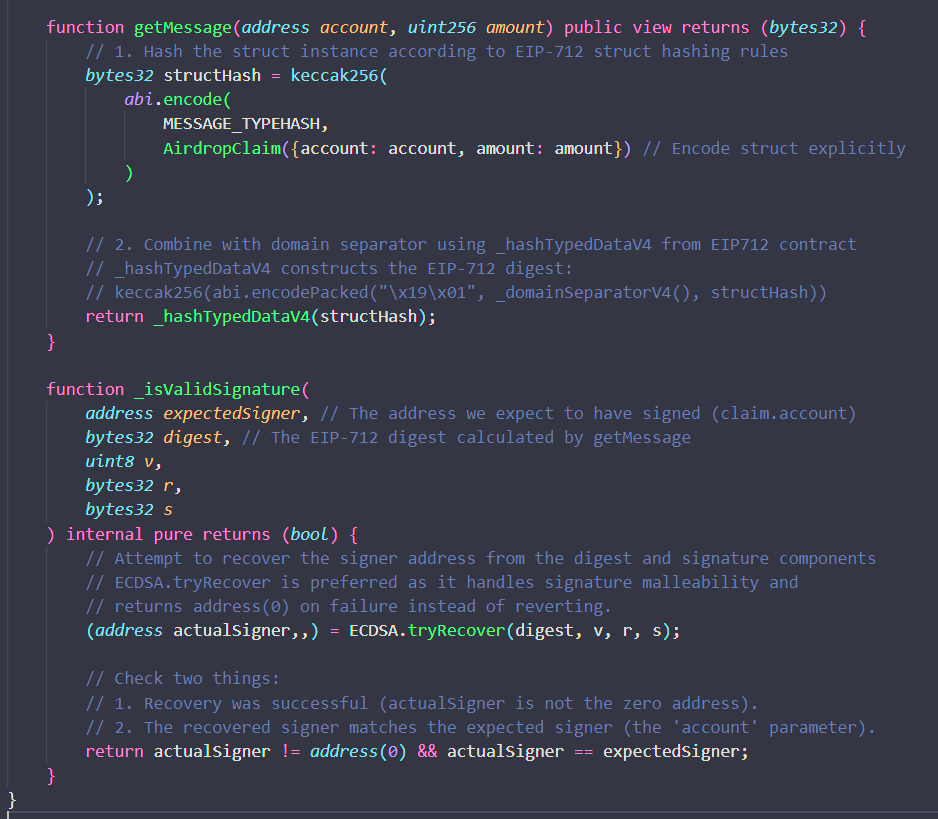 function getMessage(address account, uint256 amount) public view returns (bytes32) {
// 1. Hash the struct instance according to EIP-712 struct hashing rules
bytes32 structHash = keccak256(
abi.encode(
MESSAGE_TYPEHASH,
AirdropClaim({account: account, amount: amount}) // Encode struct explicitly
)
);
// 2. Combine with domain separator using _hashTypedDataV4 from EIP712 contract
// _hashTypedDataV4 constructs the EIP-712 digest:
// keccak256(abi.encodePacked("\x19\x01", _domainSeparatorV4(), structHash))
return _hashTypedDataV4(structHash);
}
function _isValidSignature(
address expectedSigner, // The address we expect to have signed (claim.account)
bytes32 digest, // The EIP-712 digest calculated by getMessage
uint8 v,
bytes32 r,
bytes32 s
) internal pure returns (bool) {
// Attempt to recover the signer address from the digest and signature components
// ECDSA.tryRecover is preferred as it handles signature malleability and
// returns address(0) on failure instead of reverting.
(address actualSigner,,) = ECDSA.tryRecover(digest, v, r, s);
// Check two things:
// 1. Recovery was successful (actualSigner is not the zero address).
// 2. The recovered signer matches the expected signer (the 'account' parameter).
return actualSigner != address(0) && actualSigner == expectedSigner;
}
}